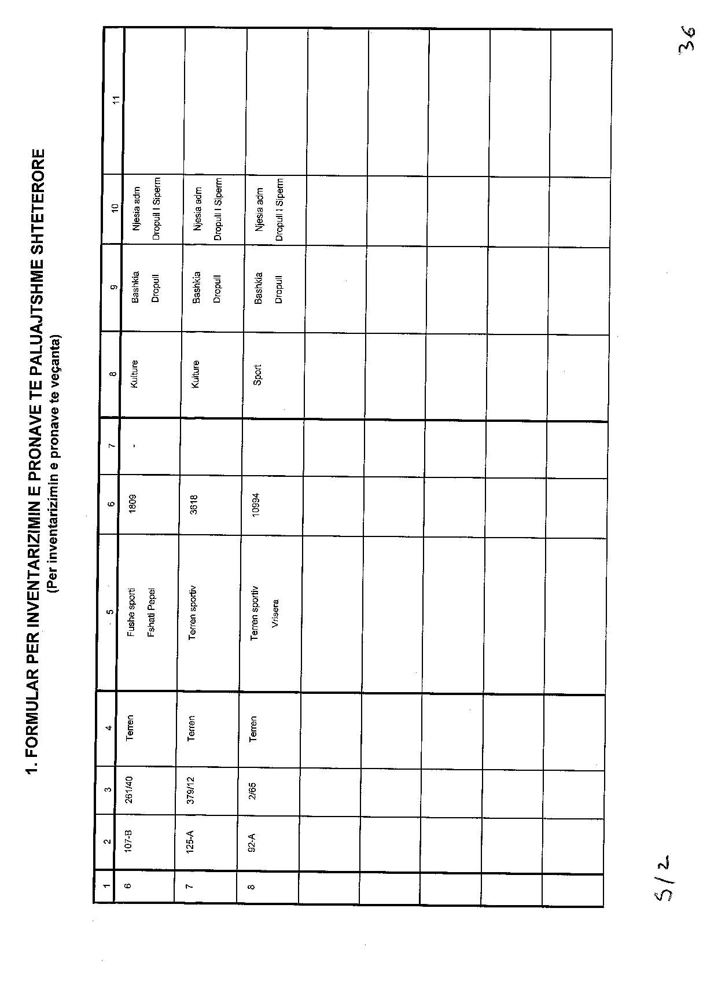 1. FORMULAR PER INVENTARIZIMIN E PRONAVE TE PALUAJTSHME SHTETERORE
(Per inventarizimin e pronave te veçanta)
1 2 3 4 5 6 7 8 9 10 11
6 107-B 261/40 Terren Fushe sporti 1809 - Kulture Bashkia Njesia adm
Fshati Pepel Dropull Dropull I Siperm
7 125-A 379/12 Terren Terren sportiv 3618 Kulture Bashkia Njesia adm
Dropull Dropull I Siperm
8 92-A 2/65 Terren Terren sportiv 10994 Sport Bashkia Njesia adm
Vrisera Dropull Dropull I Siperm
5/2
36